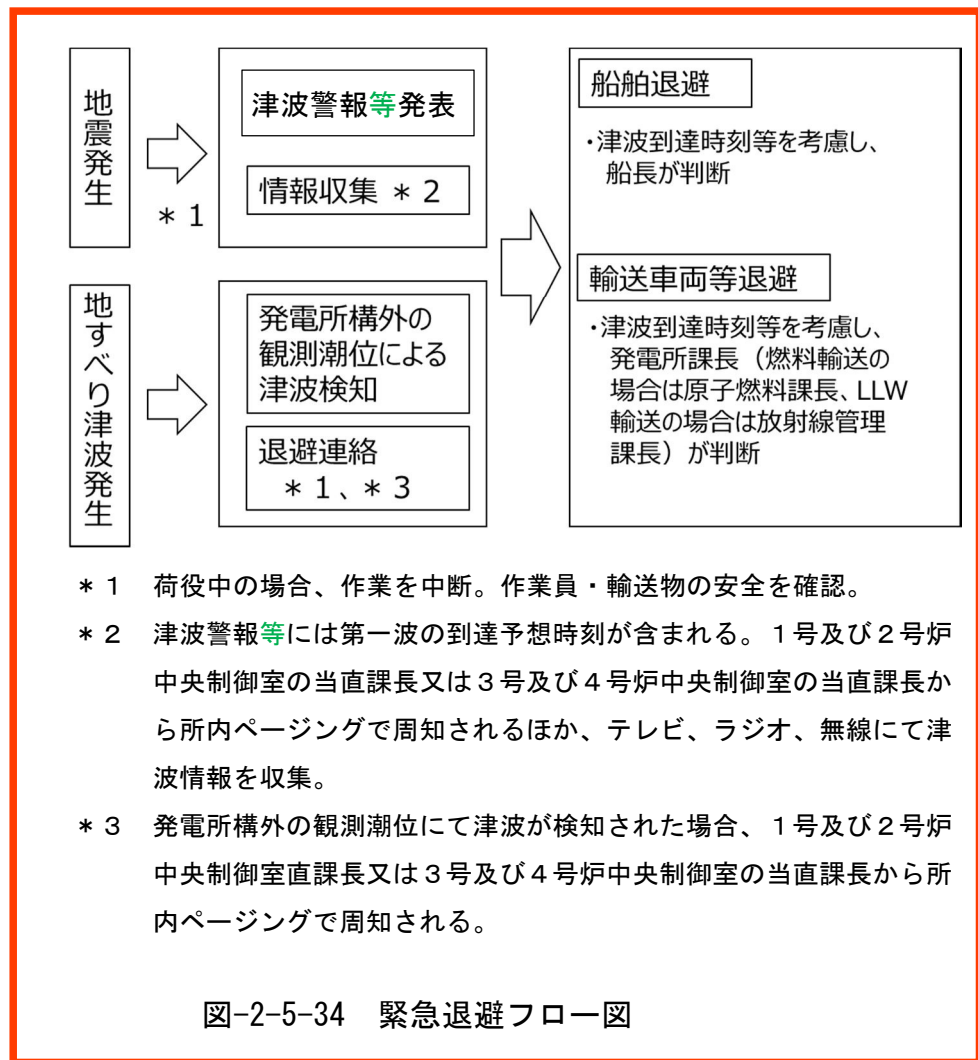 地震発生
＊１
津波警報等発表
情報収集 ＊２
地すべり津波発生
発電所構外の
観測潮位による
津波検知
退避連絡
＊１、＊３
船舶退避
・津波到達時刻等を考慮し、
船長が判断
輸送車両等退避
・津波到達時刻等を考慮し、
発電所課長（燃料輸送の
場合は原子燃料課長、LLW
輸送の場合は放射線管理
課長）が判断
＊１　荷役中の場合、作業を中断。作業員・輸送物の安全を確認。
＊２　津波警報等には第一波の到達予想時刻が含まれる。１号及び２号炉
中央制御室の当直課長又は３号及び４号炉中央制御室の当直課長か
ら所内ページングで周知されるほか、テレビ、ラジオ、無線にて津
波情報を収集。
＊３　発電所構外の観測潮位にて津波が検知された場合、１号及び２号炉
中央制御室直課長又は３号及び４号炉中央制御室の当直課長から所
内ページングで周知される。
図-2-5-34　緊急退避フロー図